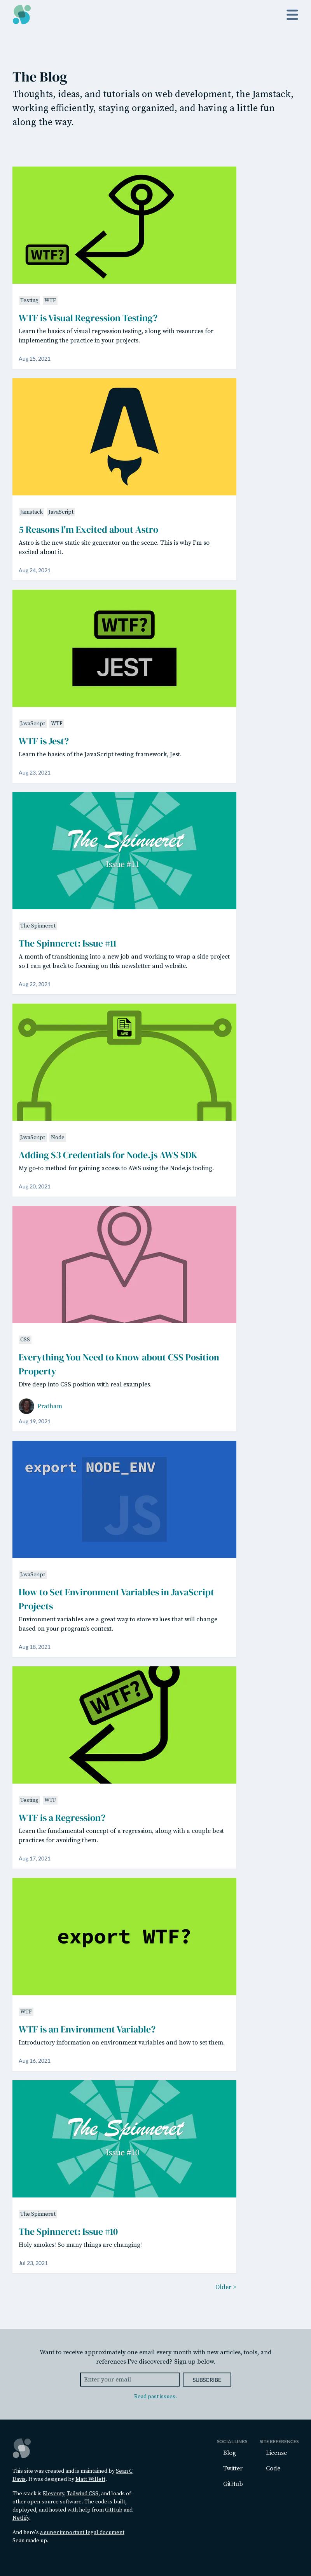 The Blog
Thoughts, ideas, and tutorials on web development, the Jamstack,
working efficiently, staying organized, and having a little fun
along the way.
WTF?
Testing WTF
WTF is Visual Regression Testing?
Learn the basics of visual regression testing, along with resources for
implementing the practice in your projects.
Aug 25, 2021
Jamstack JavaScript
5 Reasons I'm Excited about Astro
Astro is the new static site generator on the scene. This is why I'm so
excited about it.
Aug 24, 2021
WTF?
JEST
JavaScript WTF
WTF is Jest?
Learn the basics of the JavaScript testing framework, Jest.
Aug 23, 2021
The Spinneret
Issue #11
The Spinneret
The Spinneret: Issue #11
A month of transitioning into a new job and working to wrap a side project
so I can get back to focusing on this newsletter and website.
Aug 22, 2021
JavaScript Node
Adding S3 Credentials for Node.js AWS SDK
My go-to method for gaining access to AWS using the Node.js tooling.
Aug 20, 2021
CSS
Everything You Need to Know about CSS Position
Property
Dive deep into CSS position with real examples.
Pratham
Aug 19, 2021
export NODE_ENV
JS
JavaScript
How to Set Environment Variables in JavaScript
Projects
Environment variables are a great way to store values that will change
based on your program's context.
Aug 18, 2021
WTF?
Testing WTF
WTF is a Regression?
Learn the fundamental concept of a regression, along with a couple best
practices for avoiding them.
Aug 17, 2021
export WTF?
WTF
WTF is an Environment Variable?
Introductory information on environment variables and how to set them.
Aug 16, 2021
The Spinneret
Issue #10
The Spinneret
The Spinneret: Issue #10
Holy smokes! So many things are changing!
Jul 23, 2021
Older >
Want to receive approximately one email every month with new articles, tools, and
references I've discovered? Sign up below.
Enter your email
SUBSCRIBE
Read past issues.
This site was created and is maintained by Sean C
Davis. It was designed by Matt Willett.
The stack is Eleventy, Tailwind CSS, and loads of
other open-source software. The code is built,
deployed, and hosted with help from GitHub and
Netlify.
And here's a super important legal document
Sean made up.
SOCIAL LINKS
Blog
Twitter
GitHub
SITE REFERENCES
License
Code